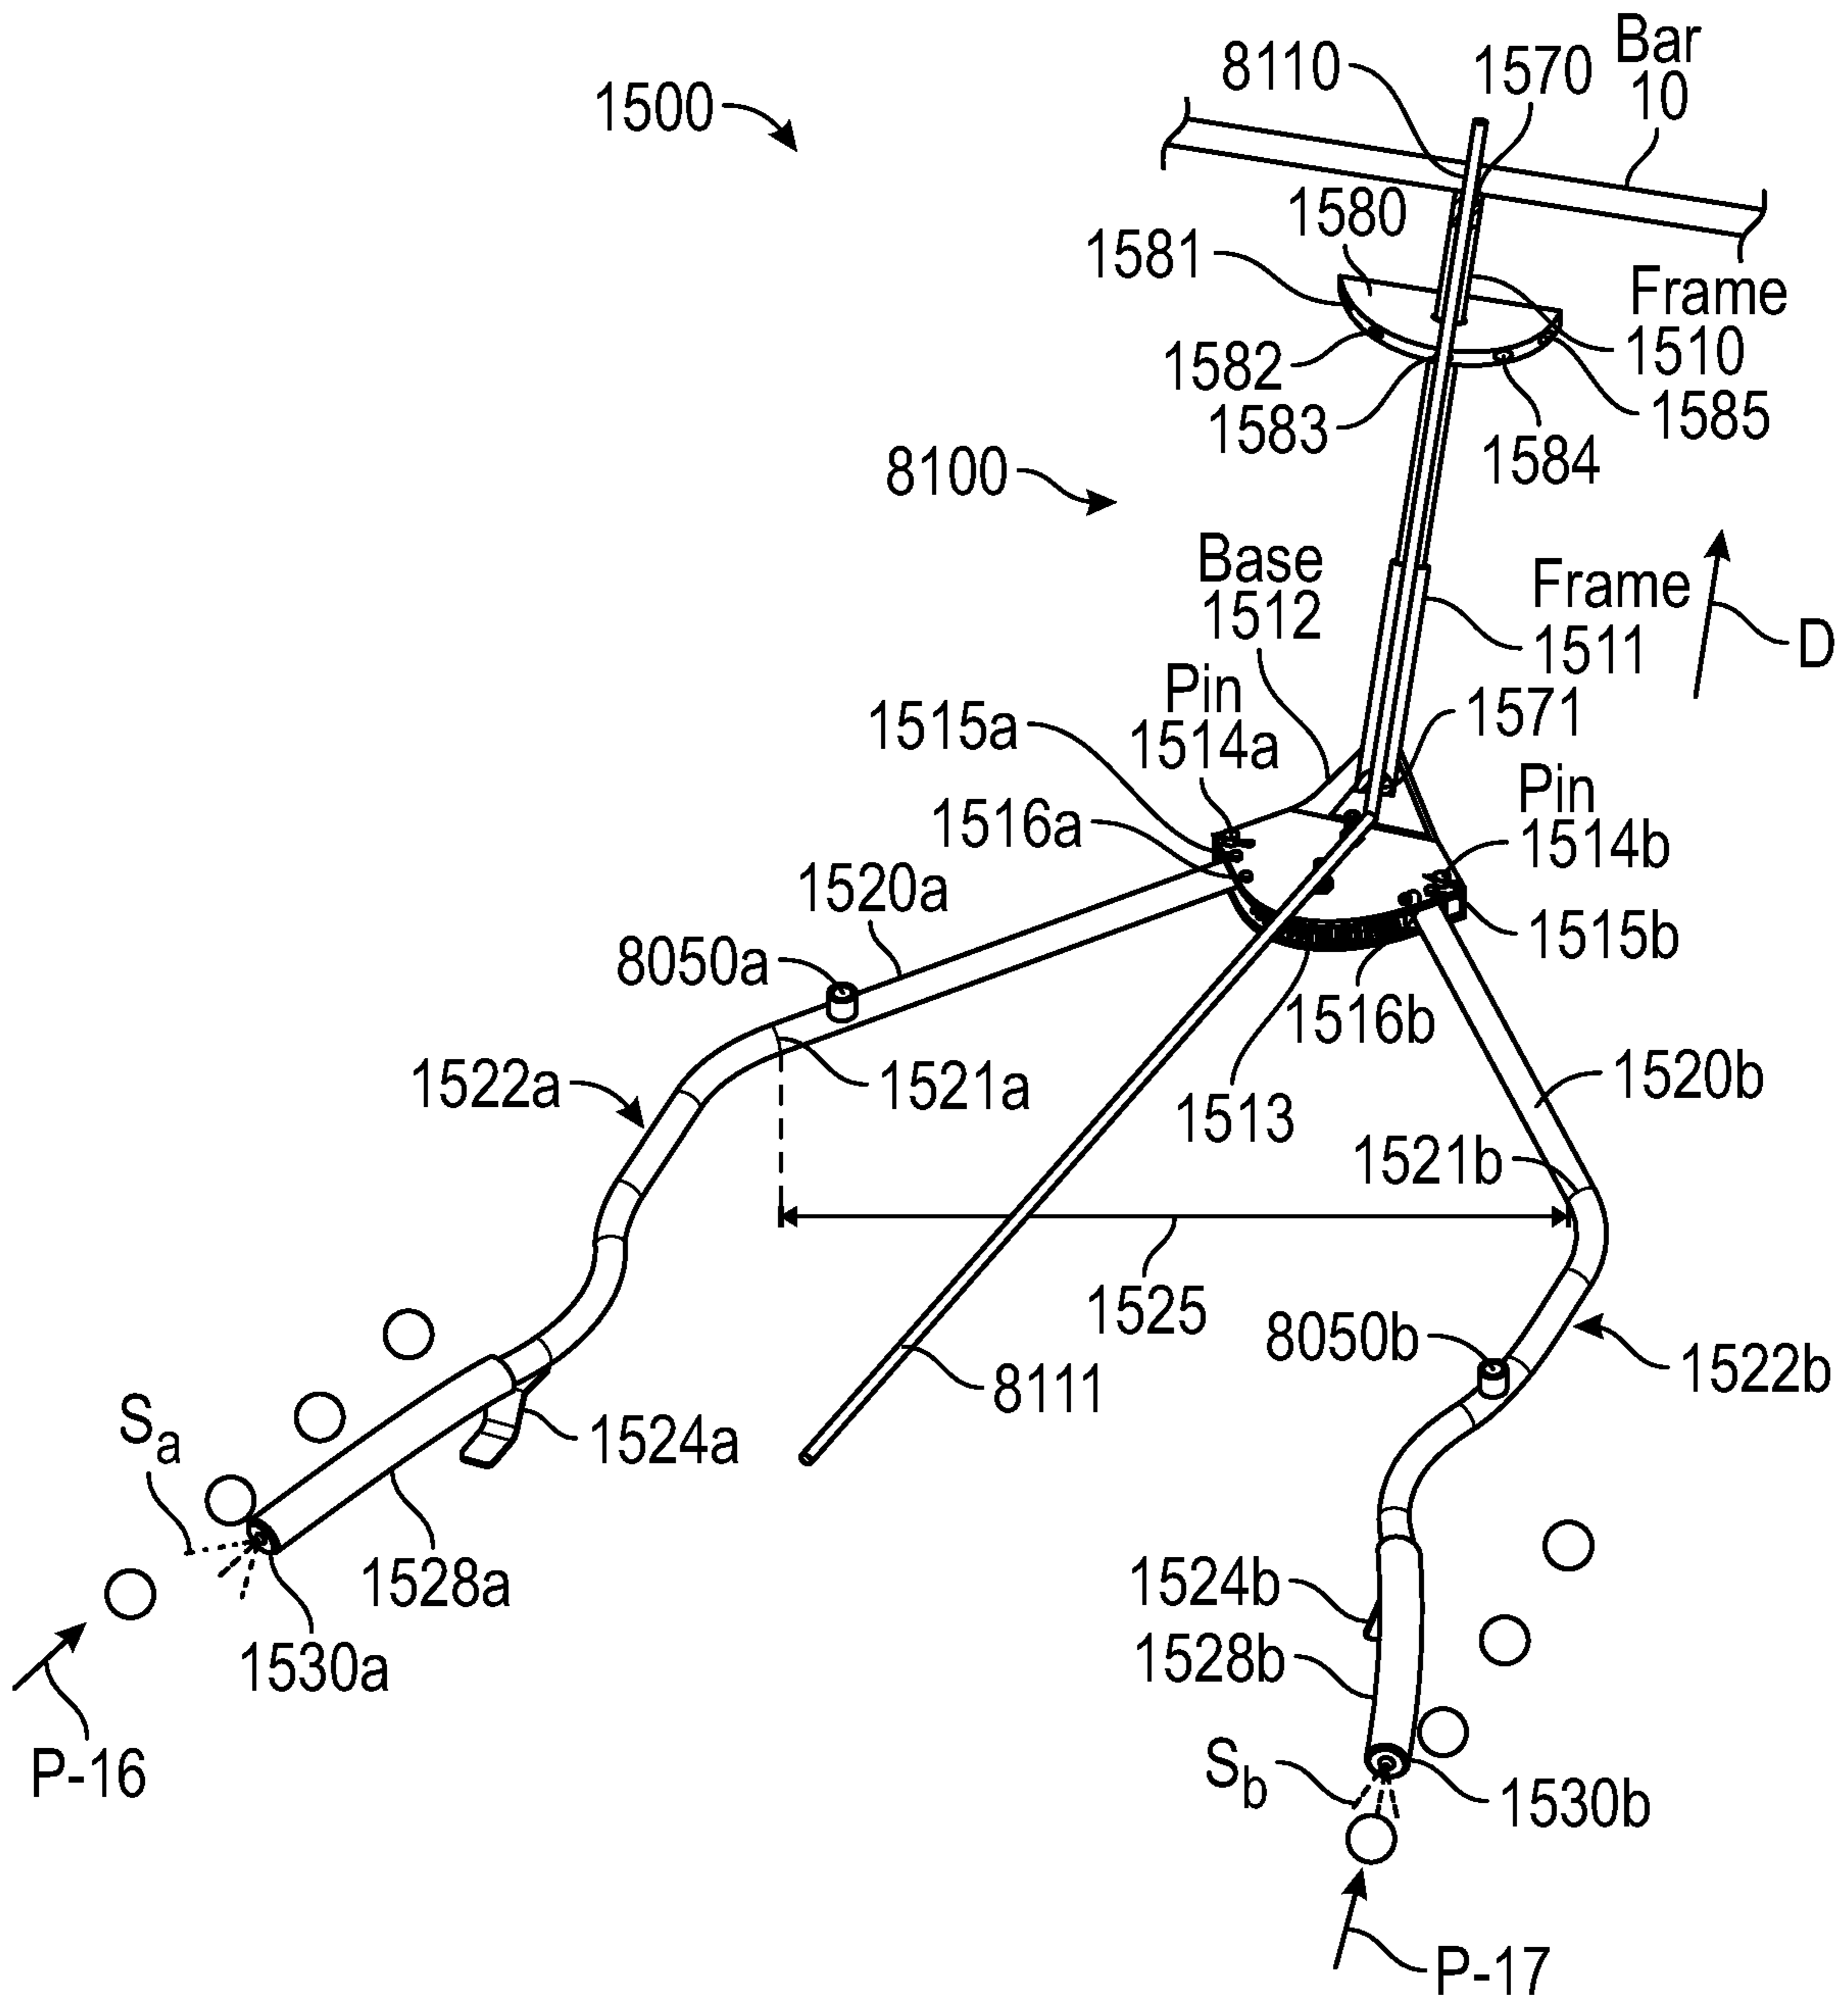 Bar
10
8110
1570
1500
1580
1581
Frame
1510
1582
1583
1585
1584
8100
Base
1512
Frame
1511
D
Pin
1514a
1515a
1571
Pin
1514b
1516a
1520a
1515b
8050a
1516b
1522a
1521a
1513
1520b
1521b
1525
8050b
1522b
8111
Sa
1524a
1528a
1524b
1530a
1528b
P-16
Sb
1530b
P-17